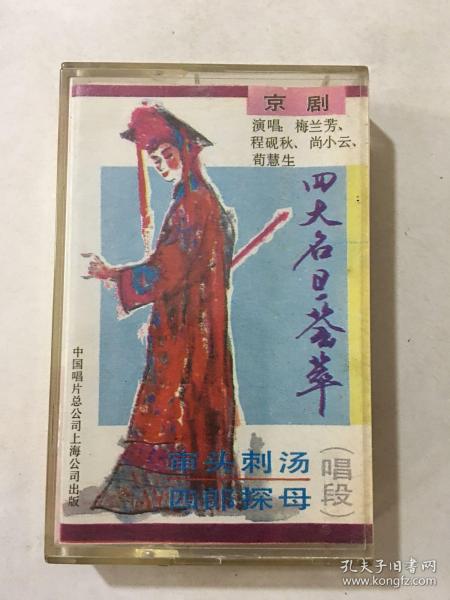 京剧
演唱：梅兰芳、
程砚秋、尚小云、
荀慧生
四大名旦荟萃
审头刺汤
四郎探母
（唱段）
中国唱片总公司上海公司出版
孔夫子旧书网
www.kongfz.com